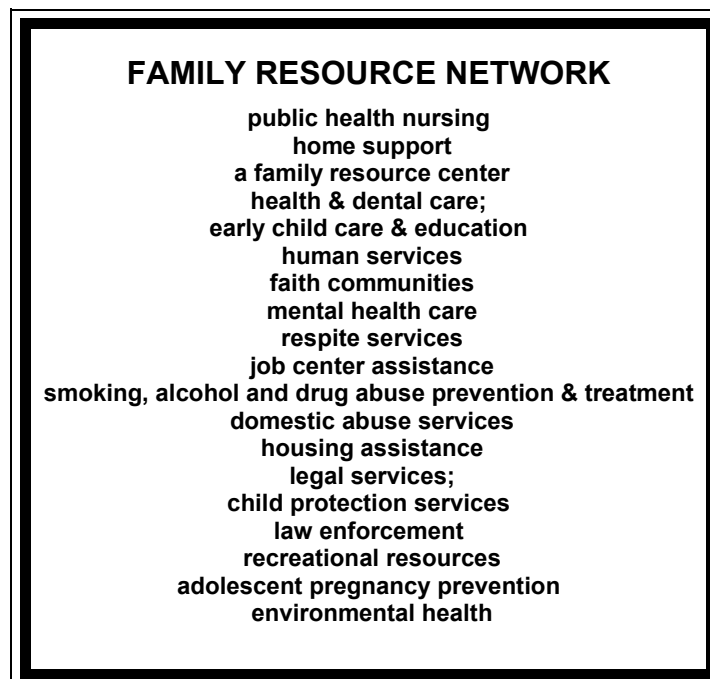 FAMILY RESOURCE NETWORK
public health nursing
home support
a family resource center
health & dental care;
early child care & education
human services
faith communities
mental health care
respite services
job center assistance
smoking, alcohol and drug abuse prevention & treatment
domestic abuse services
housing assistance
legal services;
child protection services
law enforcement
recreational resources
adolescent pregnancy prevention
environmental health